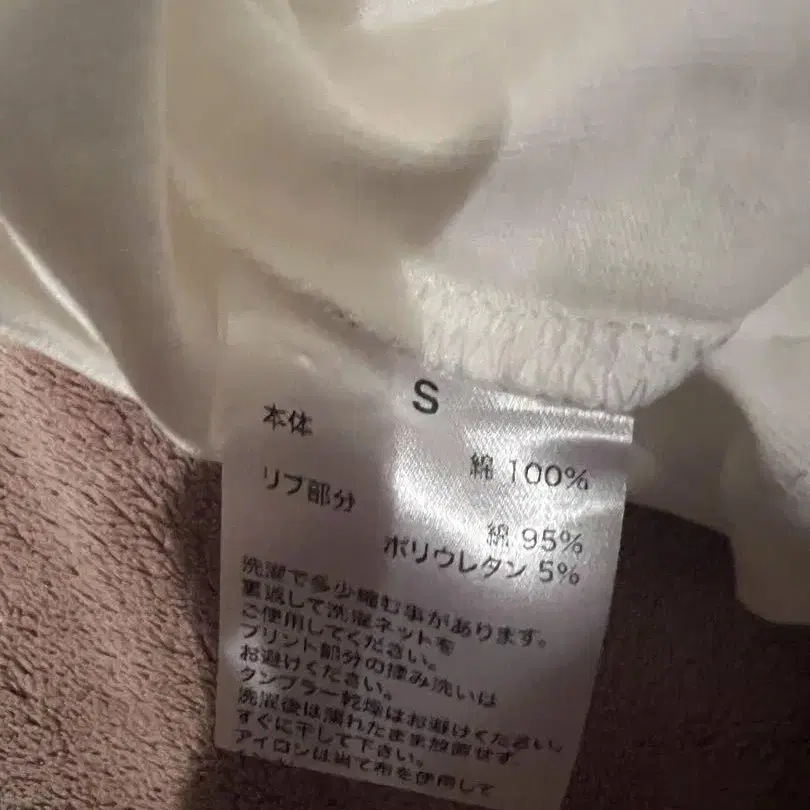 S
本体
綿 100%
リブ部分
綿 95%
ポリウレタン 5%
洗濯で多少縮む事があります。
裏返して洗濯ネットを
ご使用してください。
プリント部分の揉み洗いは
お避けください。
タンブラー乾燥はお避けください。
洗濯後は濡れたまま放置せず
すぐに干して下さい。
アイロンは当て布を使用して